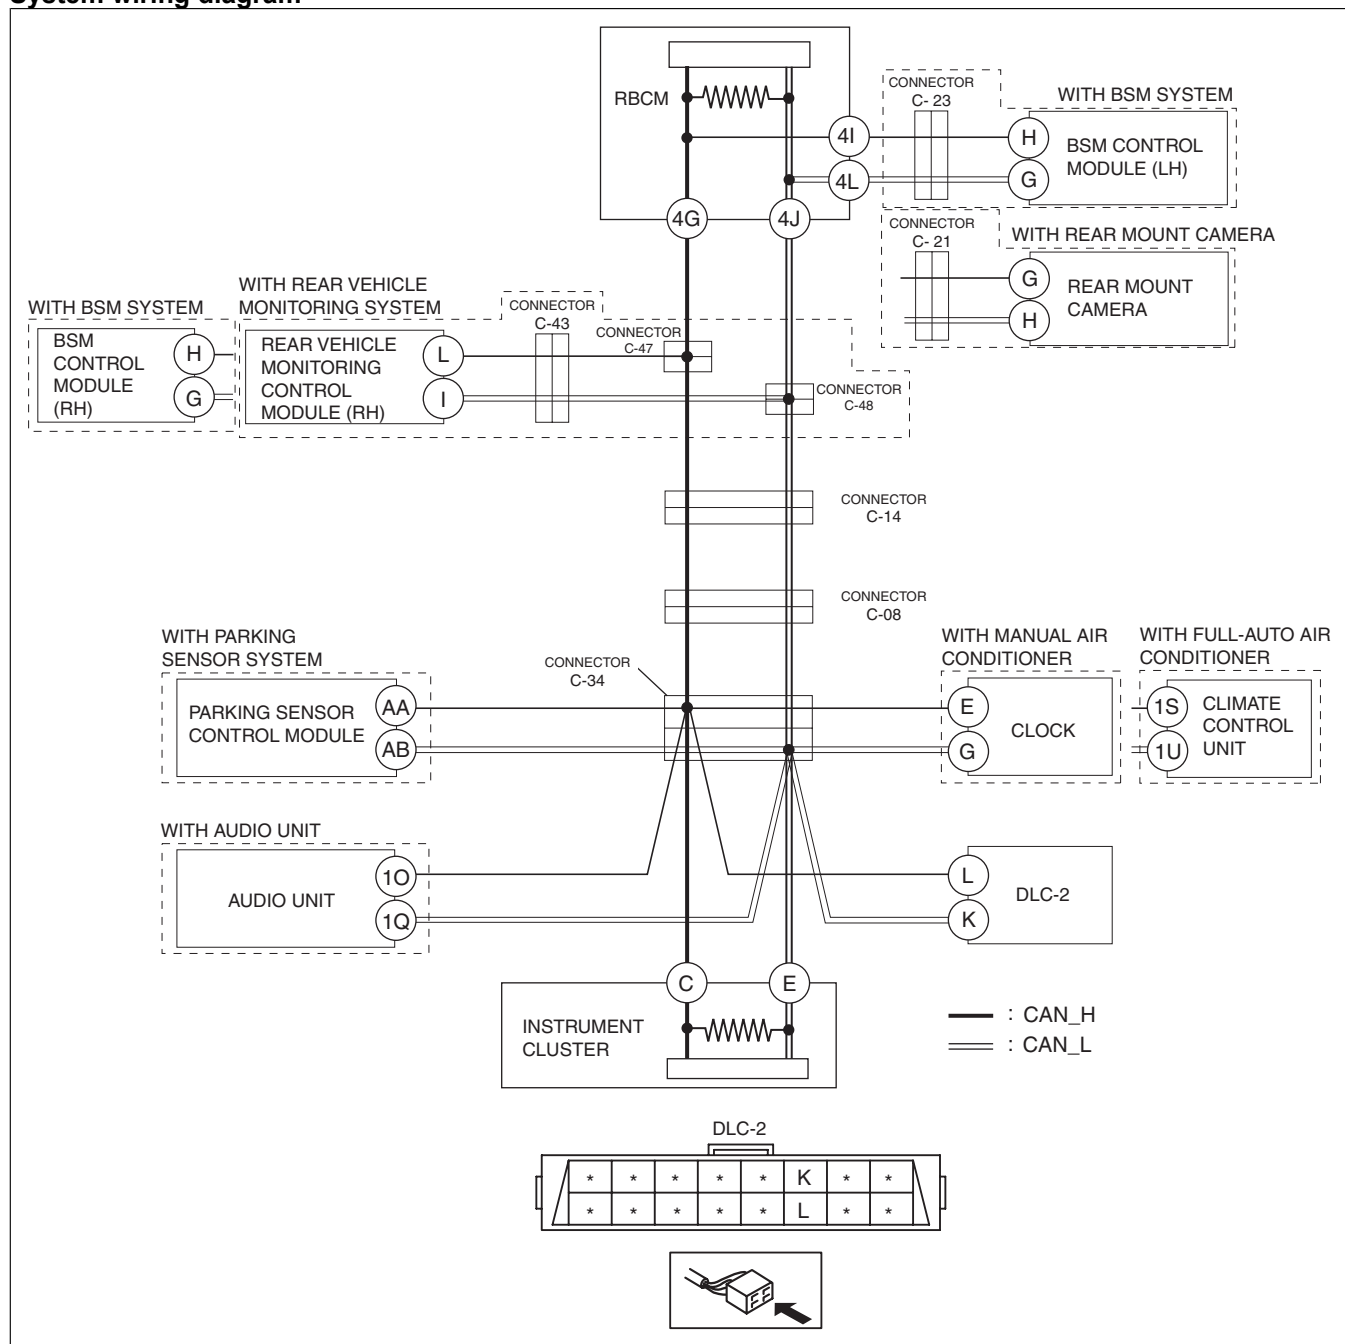 System wiring diagram
RBCM
4I
4L
4G
4J
CONNECTOR
C- 23
WITH BSM SYSTEM
H
G
BSM CONTROL
MODULE (LH)
CONNECTOR
C- 21
WITH REAR MOUNT CAMERA
G
H
REAR MOUNT
CAMERA
WITH BSM SYSTEM
BSM
CONTROL
MODULE
(RH)
H
G
WITH REAR VEHICLE
MONITORING SYSTEM
REAR VEHICLE
MONITORING
CONTROL
MODULE (RH)
L
I
CONNECTOR
C-43
CONNECTOR
C-47
CONNECTOR
C-48
CONNECTOR
C-14
CONNECTOR
C-08
WITH PARKING
SENSOR SYSTEM
PARKING SENSOR
CONTROL MODULE
AA
AB
CONNECTOR
C-34
WITH MANUAL AIR
CONDITIONER
E
G
CLOCK
WITH FULL-AUTO AIR
CONDITIONER
1S
1U
CLIMATE
CONTROL
UNIT
WITH AUDIO UNIT
AUDIO UNIT
1O
1Q
L
K
DLC-2
C
E
INSTRUMENT
CLUSTER
: CAN_H
: CAN_L
DLC-2
* * * * * K * *
* * * * * L * *